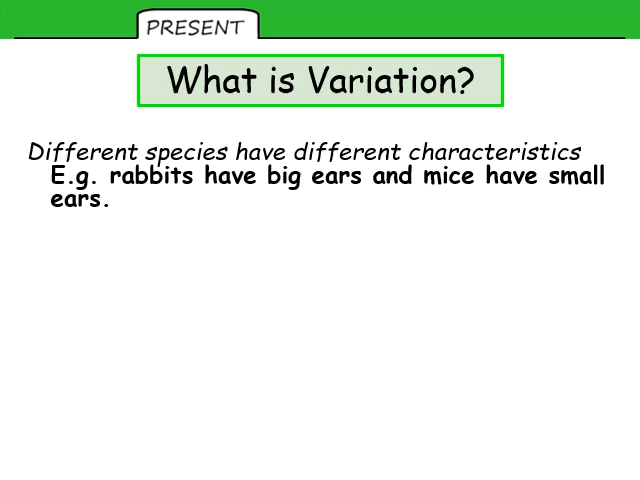 PRESENT
What is Variation?
Different species have different characteristics
E.g. rabbits have big ears and mice have small
ears.